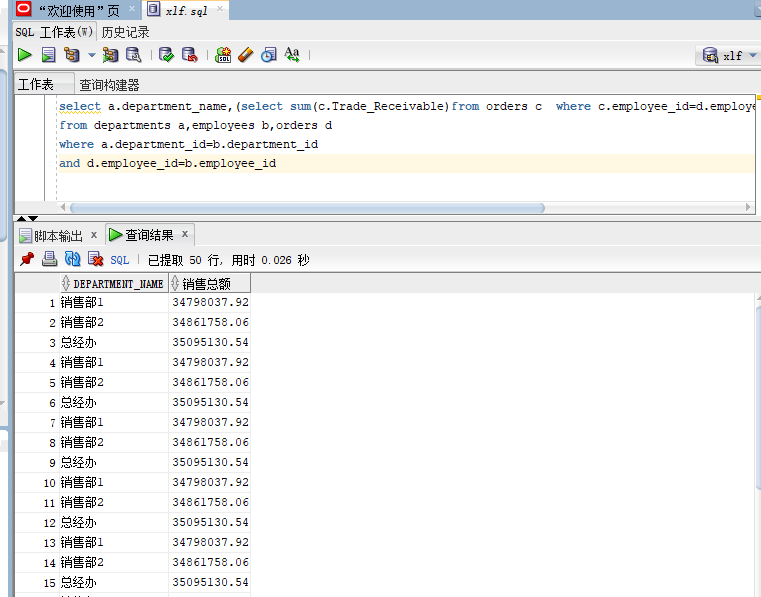 “欢迎使用”页 × xlf.sql ×
SQL 工作表(W) 历史记录
xlf
工作表 查询构建器
select a.department_name,(select sum(c.Trade_Receivable)from orders c  where c.employee_id=d.employe
from departments a,employees b,orders d
where a.department_id=b.department_id
and d.employee_id=b.employee_id
脚本输出 × 查询结果 ×
SQL | 已提取 50 行, 用时 0.026 秒
DEPARTMENT_NAME 销售总额
1 销售部1 34798037.92
2 销售部2 34861758.06
3 总经办 35095130.54
4 销售部1 34798037.92
5 销售部2 34861758.06
6 总经办 35095130.54
7 销售部1 34798037.92
8 销售部2 34861758.06
9 总经办 35095130.54
10 销售部1 34798037.92
11 销售部2 34861758.06
12 总经办 35095130.54
13 销售部1 34798037.92
14 销售部2 34861758.06
15 总经办 35095130.54